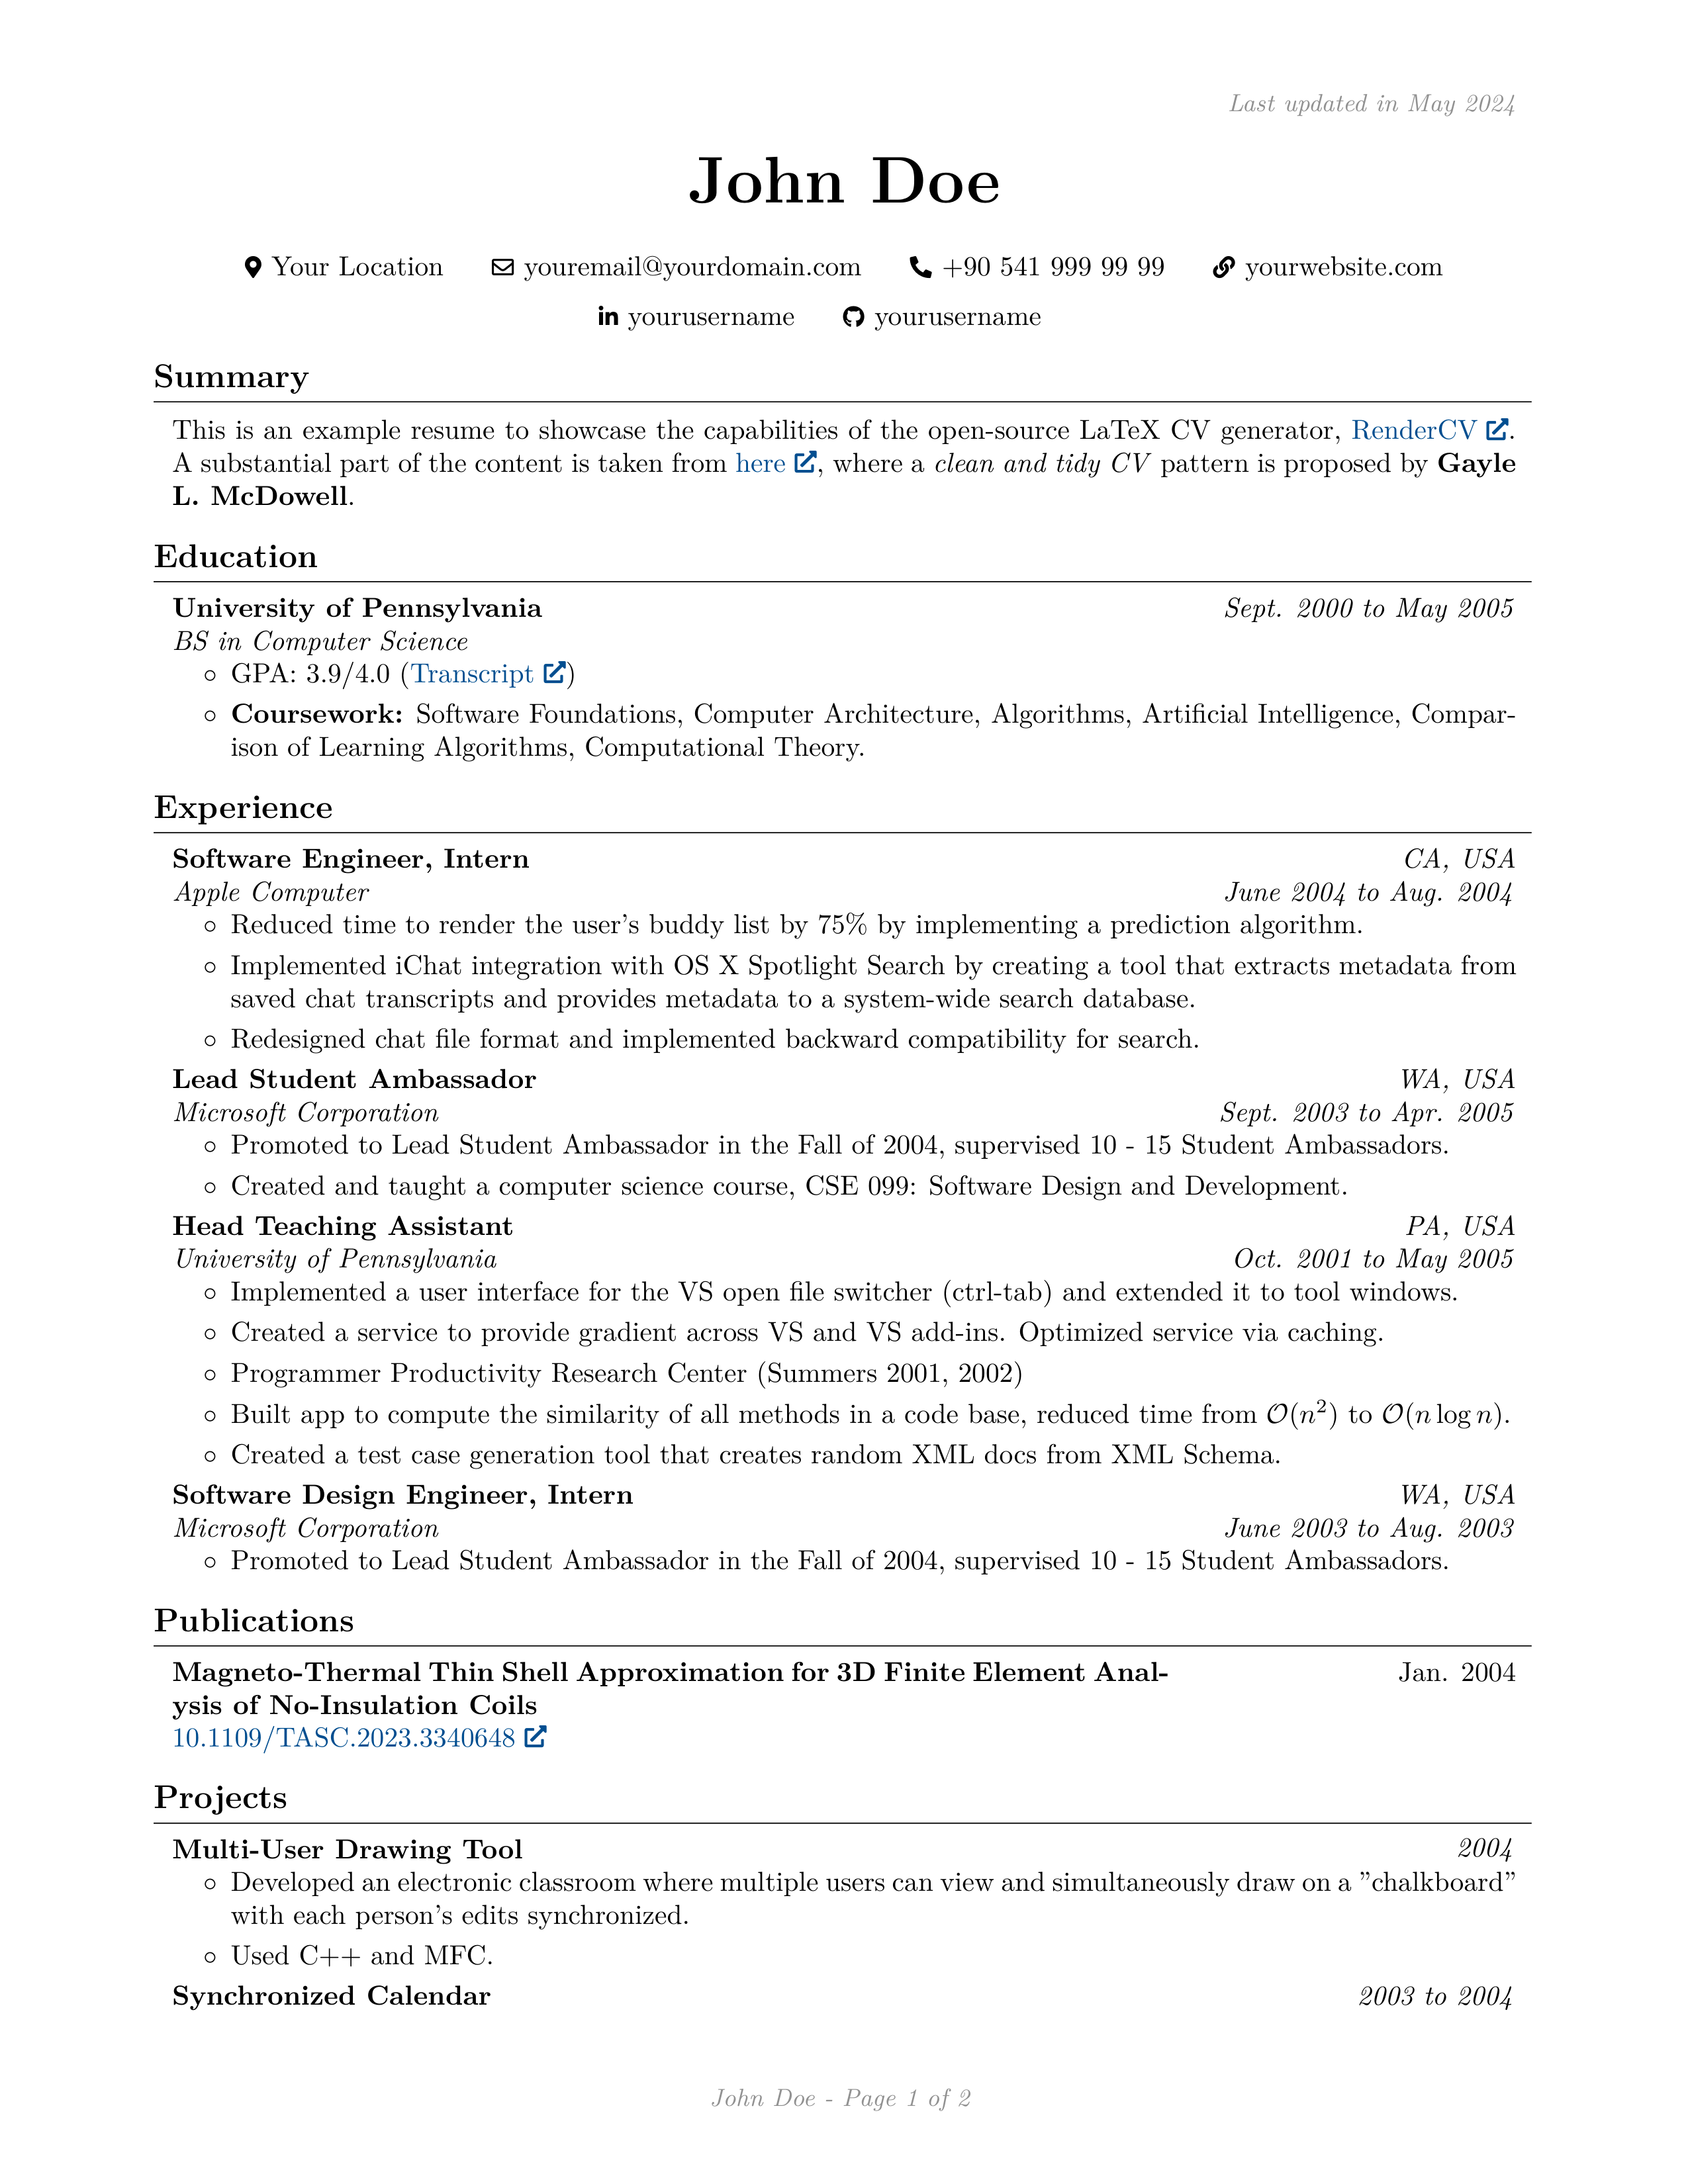 Last updated in May 2024
John Doe
Your Location youremail@yourdomain.com +90 541 999 99 99 yourwebsite.com
yourusername yourusername
Summary
This is an example resume to showcase the capabilities of the open-source LaTeX CV generator, RenderCV.
A substantial part of the content is taken from here, where a clean and tidy CV pattern is proposed by Gayle
L. McDowell.
Education
University of Pennsylvania Sept. 2000 to May 2005
BS in Computer Science
◦ GPA: 3.9/4.0 (Transcript)
◦ Coursework: Software Foundations, Computer Architecture, Algorithms, Artificial Intelligence, Compar-
ison of Learning Algorithms, Computational Theory.
Experience
Software Engineer, Intern CA, USA
Apple Computer June 2004 to Aug. 2004
◦ Reduced time to render the user's buddy list by 75% by implementing a prediction algorithm.
◦ Implemented iChat integration with OS X Spotlight Search by creating a tool that extracts metadata from
saved chat transcripts and provides metadata to a system-wide search database.
◦ Redesigned chat file format and implemented backward compatibility for search.
Lead Student Ambassador WA, USA
Microsoft Corporation Sept. 2003 to Apr. 2005
◦ Promoted to Lead Student Ambassador in the Fall of 2004, supervised 10 - 15 Student Ambassadors.
◦ Created and taught a computer science course, CSE 099: Software Design and Development.
Head Teaching Assistant PA, USA
University of Pennsylvania Oct. 2001 to May 2005
◦ Implemented a user interface for the VS open file switcher (ctrl-tab) and extended it to tool windows.
◦ Created a service to provide gradient across VS and VS add-ins. Optimized service via caching.
◦ Programmer Productivity Research Center (Summers 2001, 2002)
◦ Built app to compute the similarity of all methods in a code base, reduced time from 𝒪(n²) to 𝒪(n log n).
◦ Created a test case generation tool that creates random XML docs from XML Schema.
Software Design Engineer, Intern WA, USA
Microsoft Corporation June 2003 to Aug. 2003
◦ Promoted to Lead Student Ambassador in the Fall of 2004, supervised 10 - 15 Student Ambassadors.
Publications
Magneto-Thermal Thin Shell Approximation for 3D Finite Element Anal- Jan. 2004
ysis of No-Insulation Coils
10.1109/TASC.2023.3340648
Projects
Multi-User Drawing Tool 2004
◦ Developed an electronic classroom where multiple users can view and simultaneously draw on a ”chalkboard”
with each person's edits synchronized.
◦ Used C++ and MFC.
Synchronized Calendar 2003 to 2004
John Doe - Page 1 of 2